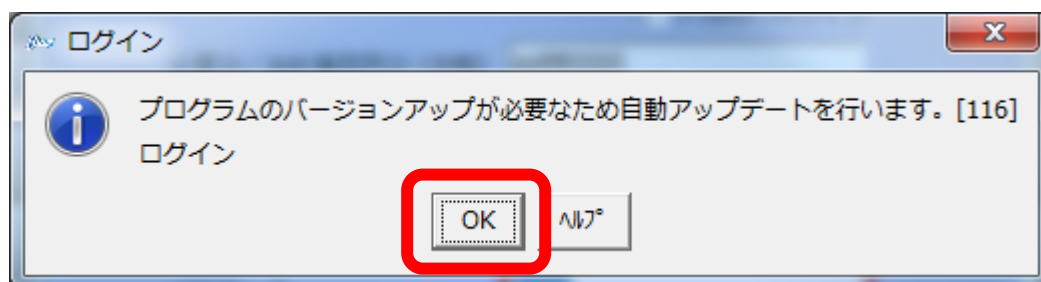 ログイン
プログラムのバージョンアップが必要なため自動アップデートを行います。[116]
ログイン
OK
ﾍﾙﾌﾟ